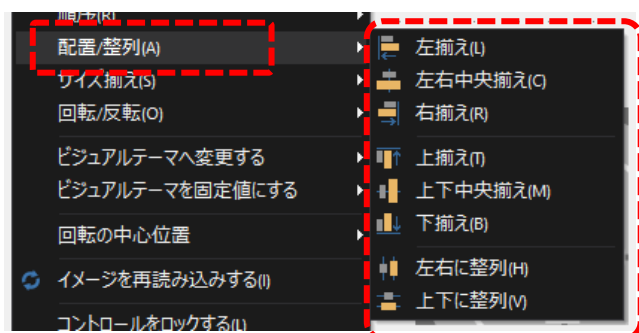 順序(R)
配置/整列(A)
サイズ揃え(S)
回転/反転(O)
ビジュアルテーマへ変更する
ビジュアルテーマを固定値にする
回転の中心位置
イメージを再読み込みする(I)
コントロールをロックする(L)
左揃え(L)
左右中央揃え(C)
右揃え(R)
上揃え(T)
上下中央揃え(M)
下揃え(B)
左右に整列(H)
上下に整列(V)